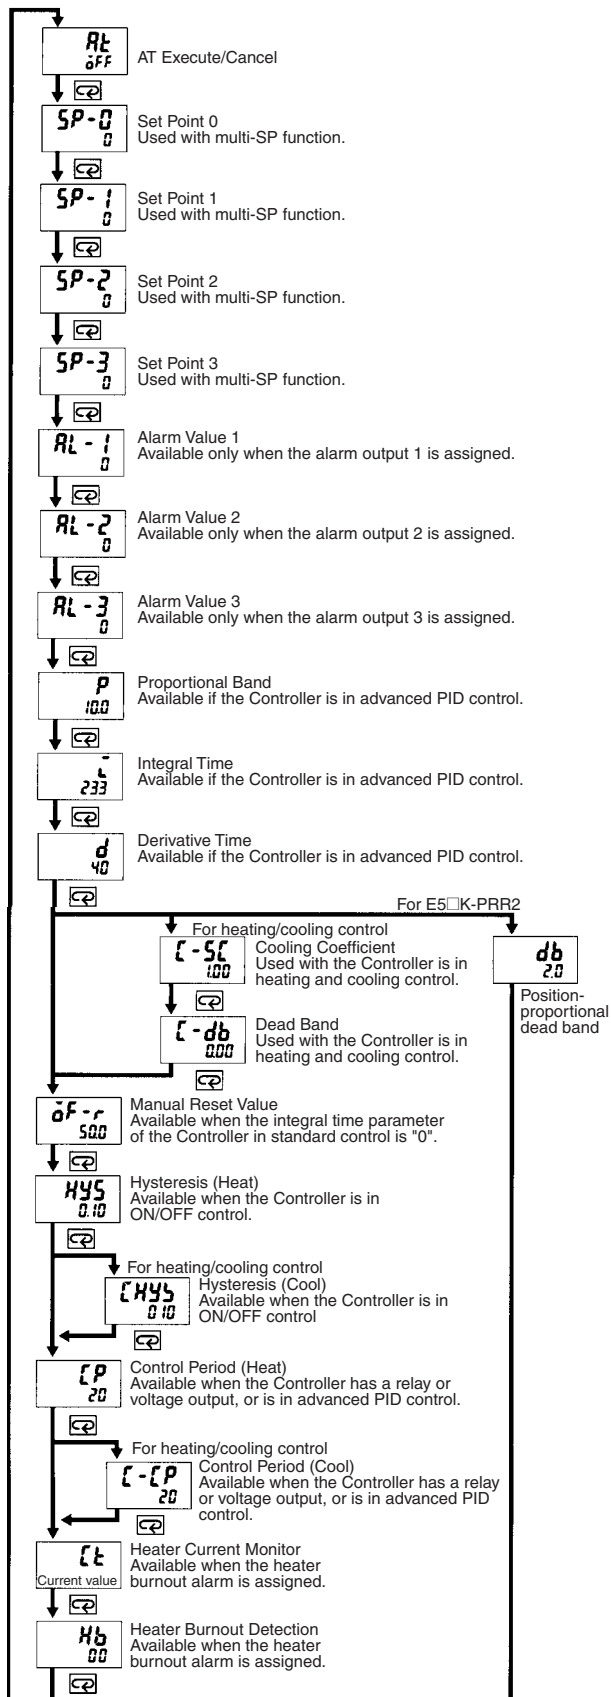 At
oFF
AT Execute/Cancel
SP-0
0
Set Point 0
Used with multi-SP function.
SP-1
0
Set Point 1
Used with multi-SP function.
SP-2
0
Set Point 2
Used with multi-SP function.
SP-3
0
Set Point 3
Used with multi-SP function.
AL-1
0
Alarm Value 1
Available only when the alarm output 1 is assigned.
AL-2
0
Alarm Value 2
Available only when the alarm output 2 is assigned.
AL-3
0
Alarm Value 3
Available only when the alarm output 3 is assigned.
P
10.0
Proportional Band
Available if the Controller is in advanced PID control.
i
233
Integral Time
Available if the Controller is in advanced PID control.
d
40
Derivative Time
Available if the Controller is in advanced PID control.
For E5□K-PRR2
For heating/cooling control
C-SC
1.00
Cooling Coefficient
Used with the Controller is in
heating and cooling control.
db
2.0
Position-
proportional
dead band
C-db
0.00
Dead Band
Used with the Controller is in
heating and cooling control.
oF-r
50.0
Manual Reset Value
Available when the integral time parameter
of the Controller in standard control is "0".
HYS
0.10
Hysteresis (Heat)
Available when the Controller is in
ON/OFF control.
For heating/cooling control
CHYS
0 10
Hysteresis (Cool)
Available when the Controller is in
ON/OFF control
CP
20
Control Period (Heat)
Available when the Controller has a relay or
voltage output, or is in advanced PID control.
For heating/cooling control
C-CP
20
Control Period (Cool)
Available when the Controller has a relay
or voltage output, or is in advanced PID
control.
Ct
Current value
Heater Current Monitor
Available when the heater
burnout alarm is assigned.
Hb
00
Heater Burnout Detection
Available when the heater
burnout alarm is assigned.